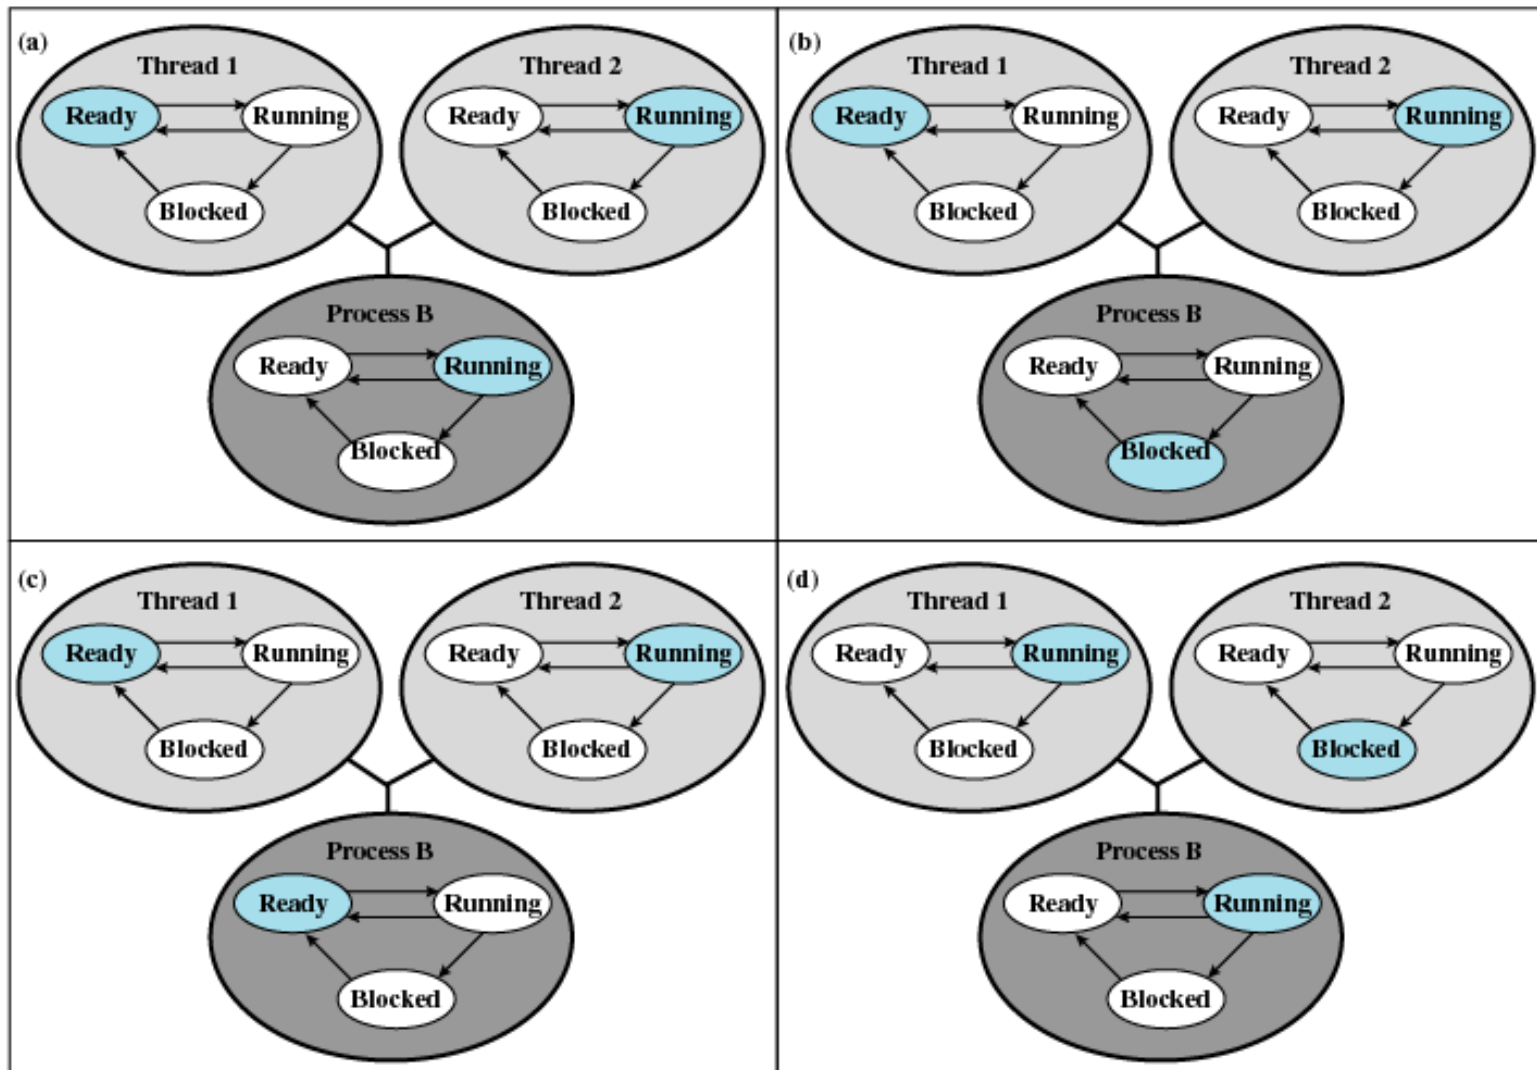 (a)
Thread 1
Thread 2
Ready
Running
Ready
Running
Blocked
Blocked
Process B
Ready
Running
Blocked
(b)
Thread 1
Thread 2
Ready
Running
Ready
Running
Blocked
Blocked
Process B
Ready
Running
Blocked
(c)
Thread 1
Thread 2
Ready
Running
Ready
Running
Blocked
Blocked
Process B
Ready
Running
Blocked
(d)
Thread 1
Thread 2
Ready
Running
Ready
Running
Blocked
Blocked
Process B
Ready
Running
Blocked